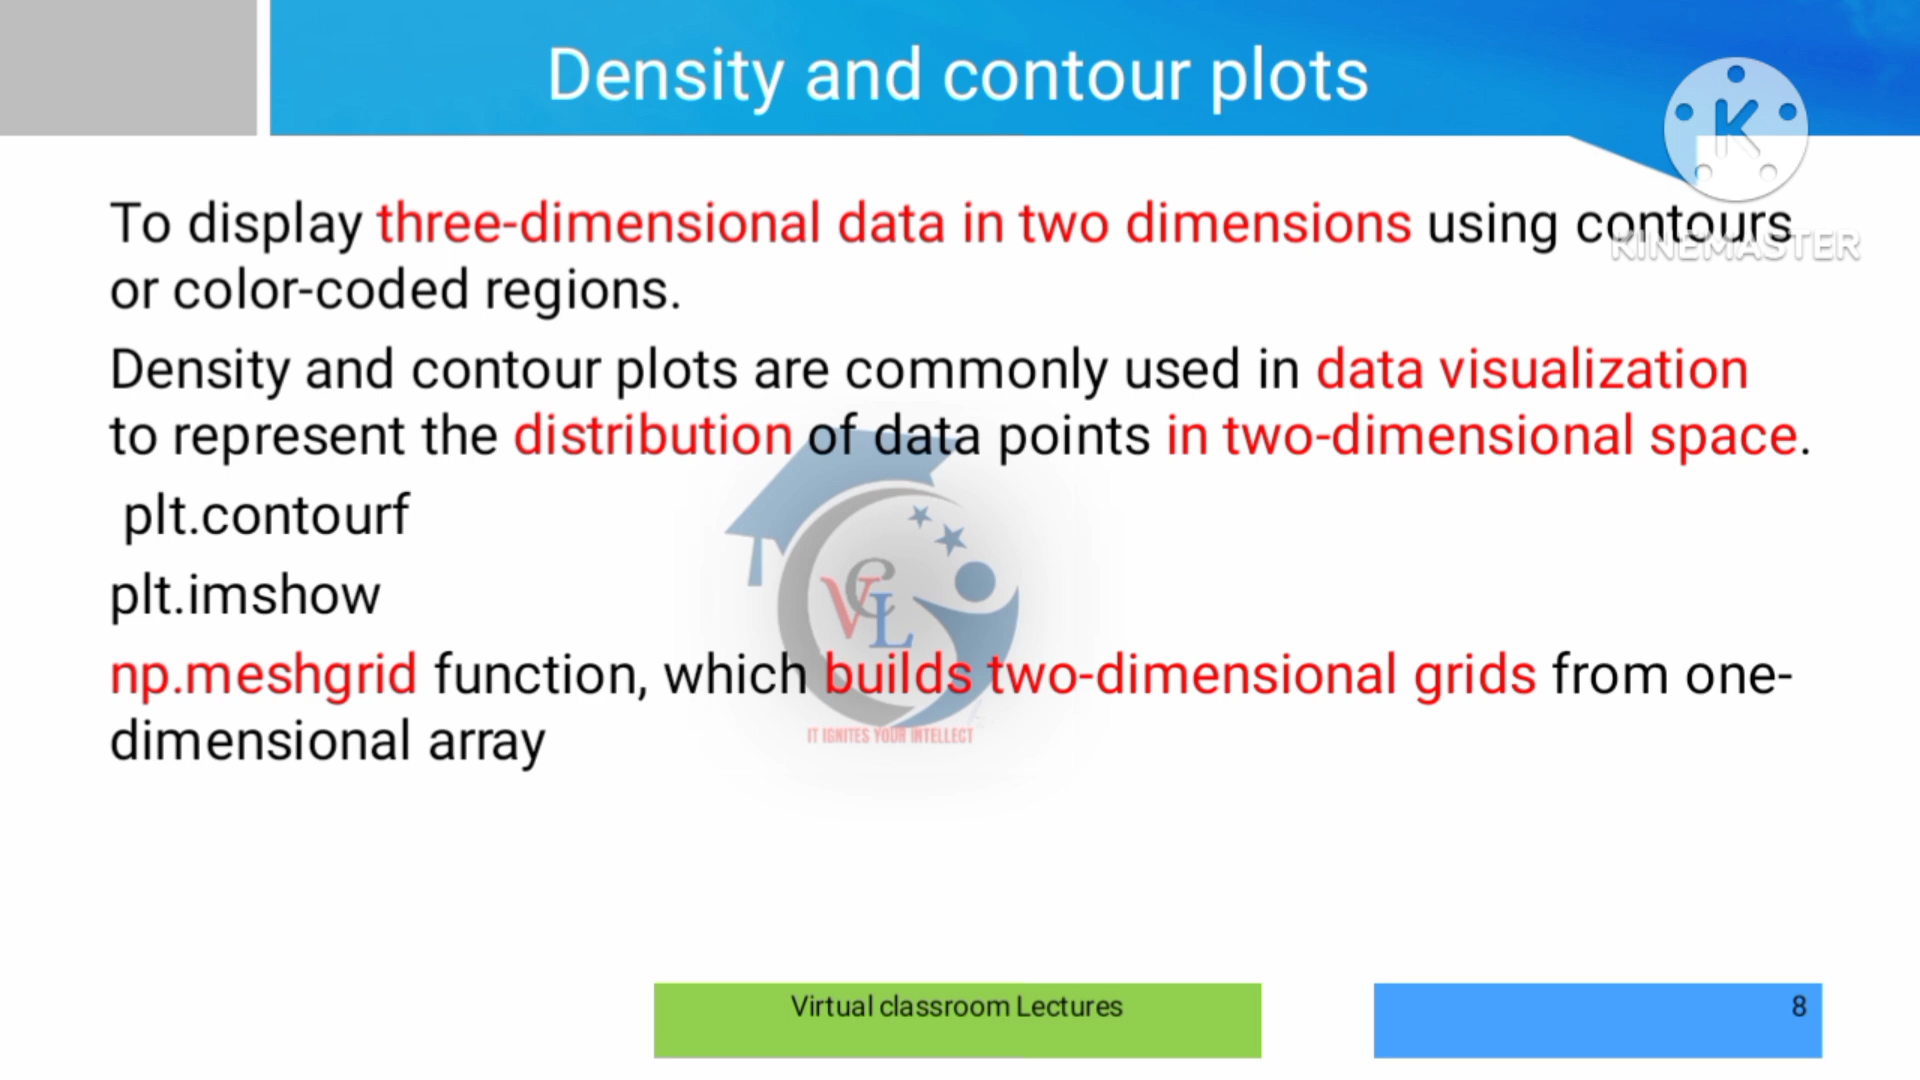 Density and contour plots
K
KINEMASTER
To display three-dimensional data in two dimensions using contours
or color-coded regions.
Density and contour plots are commonly used in data visualization
to represent the distribution of data points in two-dimensional space.
plt.contourf
plt.imshow
VCL
np.meshgrid function, which builds two-dimensional grids from one-
dimensional array
IT IGNITES YOUR INTELLECT
Virtual classroom Lectures
8